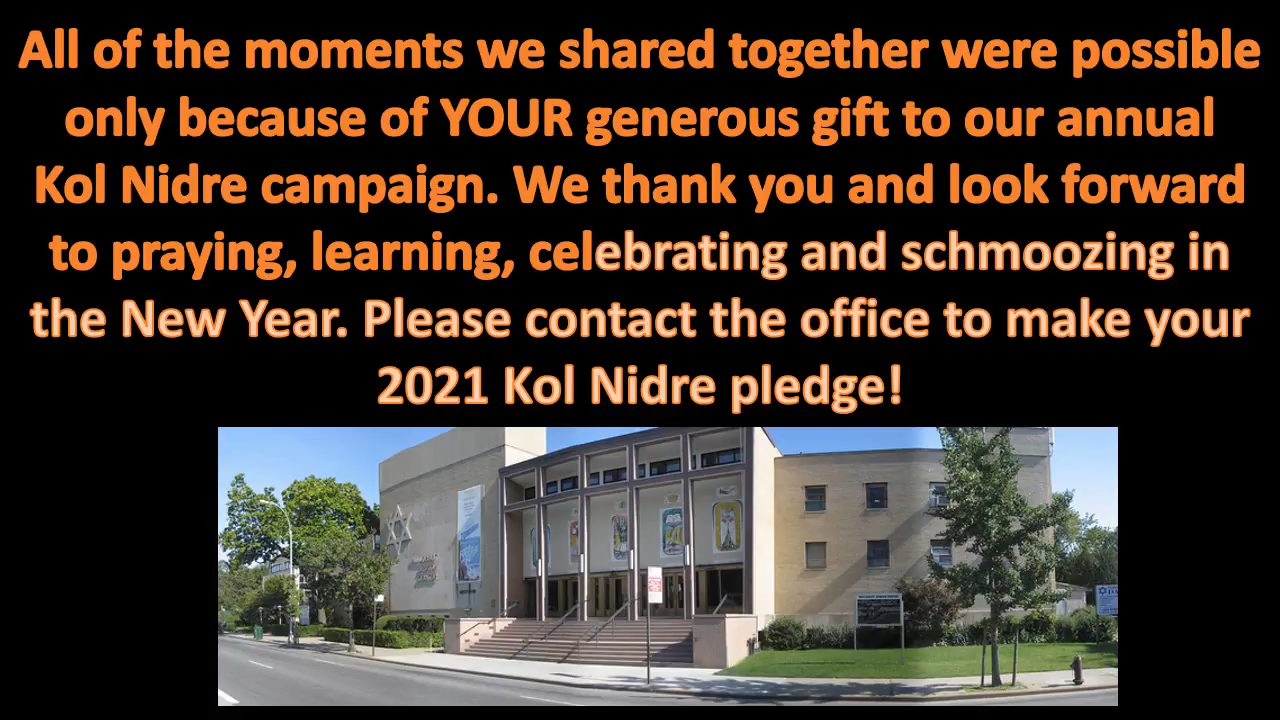 All of the moments we shared together were possible
only because of YOUR generous gift to our annual
Kol Nidre campaign. We thank you and look forward
to praying, learning, celebrating and schmoozing in
the New Year. Please contact the office to make your
2021 Kol Nidre pledge!